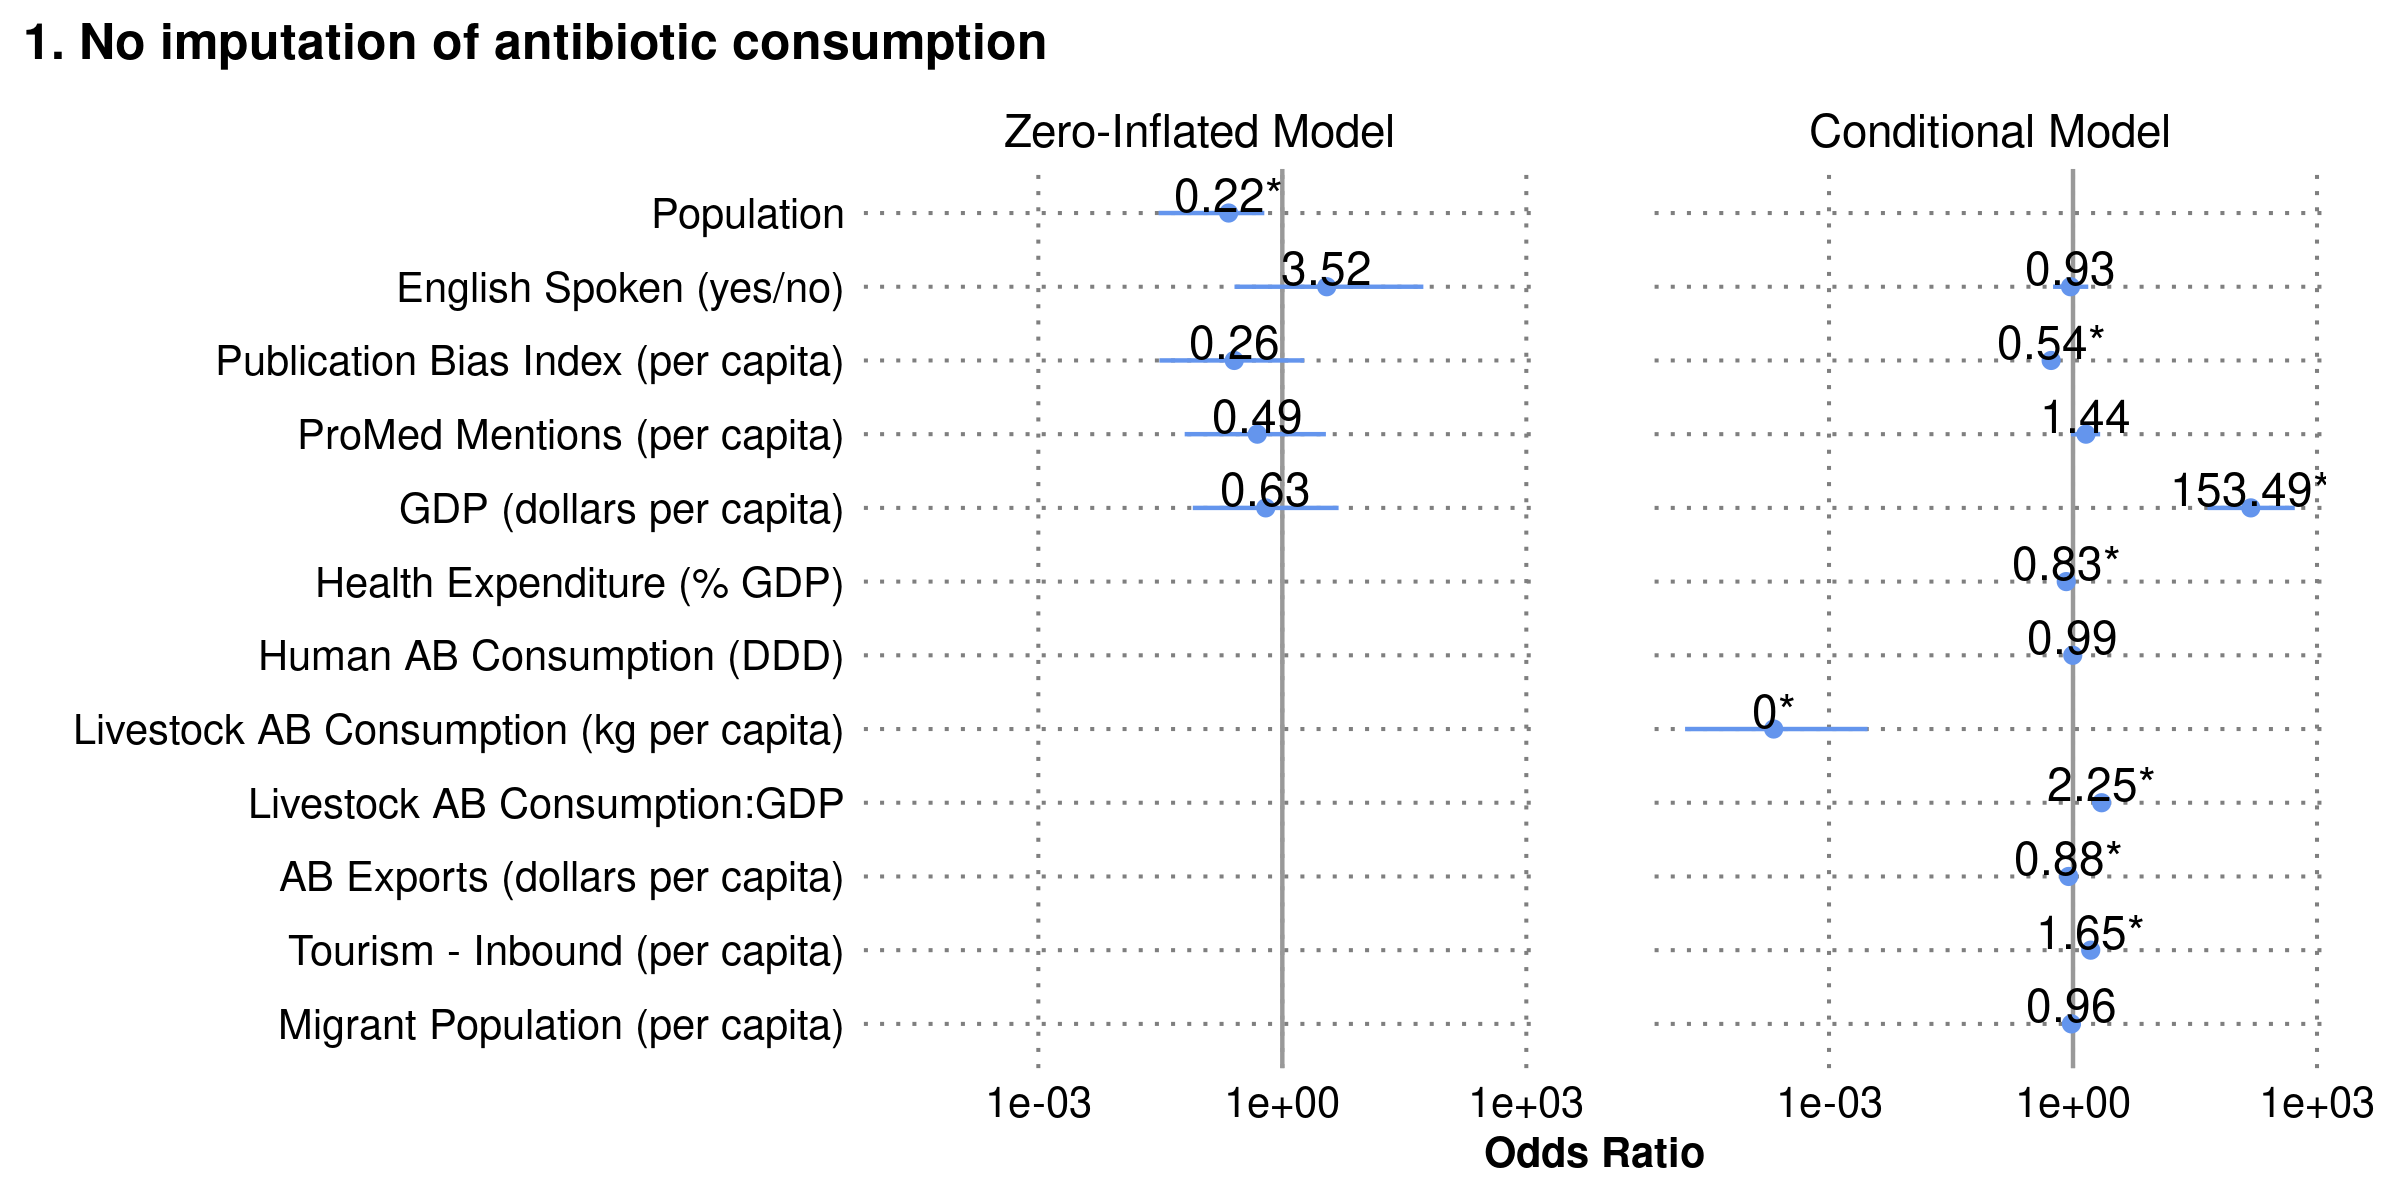 1. No imputation of antibiotic consumption
Zero-Inflated Model Conditional Model
Population 0.22*
English Spoken (yes/no) 3.52 0.93
Publication Bias Index (per capita) 0.26 0.54*
ProMed Mentions (per capita) 0.49 1.44
GDP (dollars per capita) 0.63 153.49*
Health Expenditure (% GDP) 0.83*
Human AB Consumption (DDD) 0.99
Livestock AB Consumption (kg per capita) 0*
Livestock AB Consumption:GDP 2.25*
AB Exports (dollars per capita) 0.88*
Tourism - Inbound (per capita) 1.65*
Migrant Population (per capita) 0.96
1e-03 1e+00 1e+03 1e-03 1e+00 1e+03
Odds Ratio